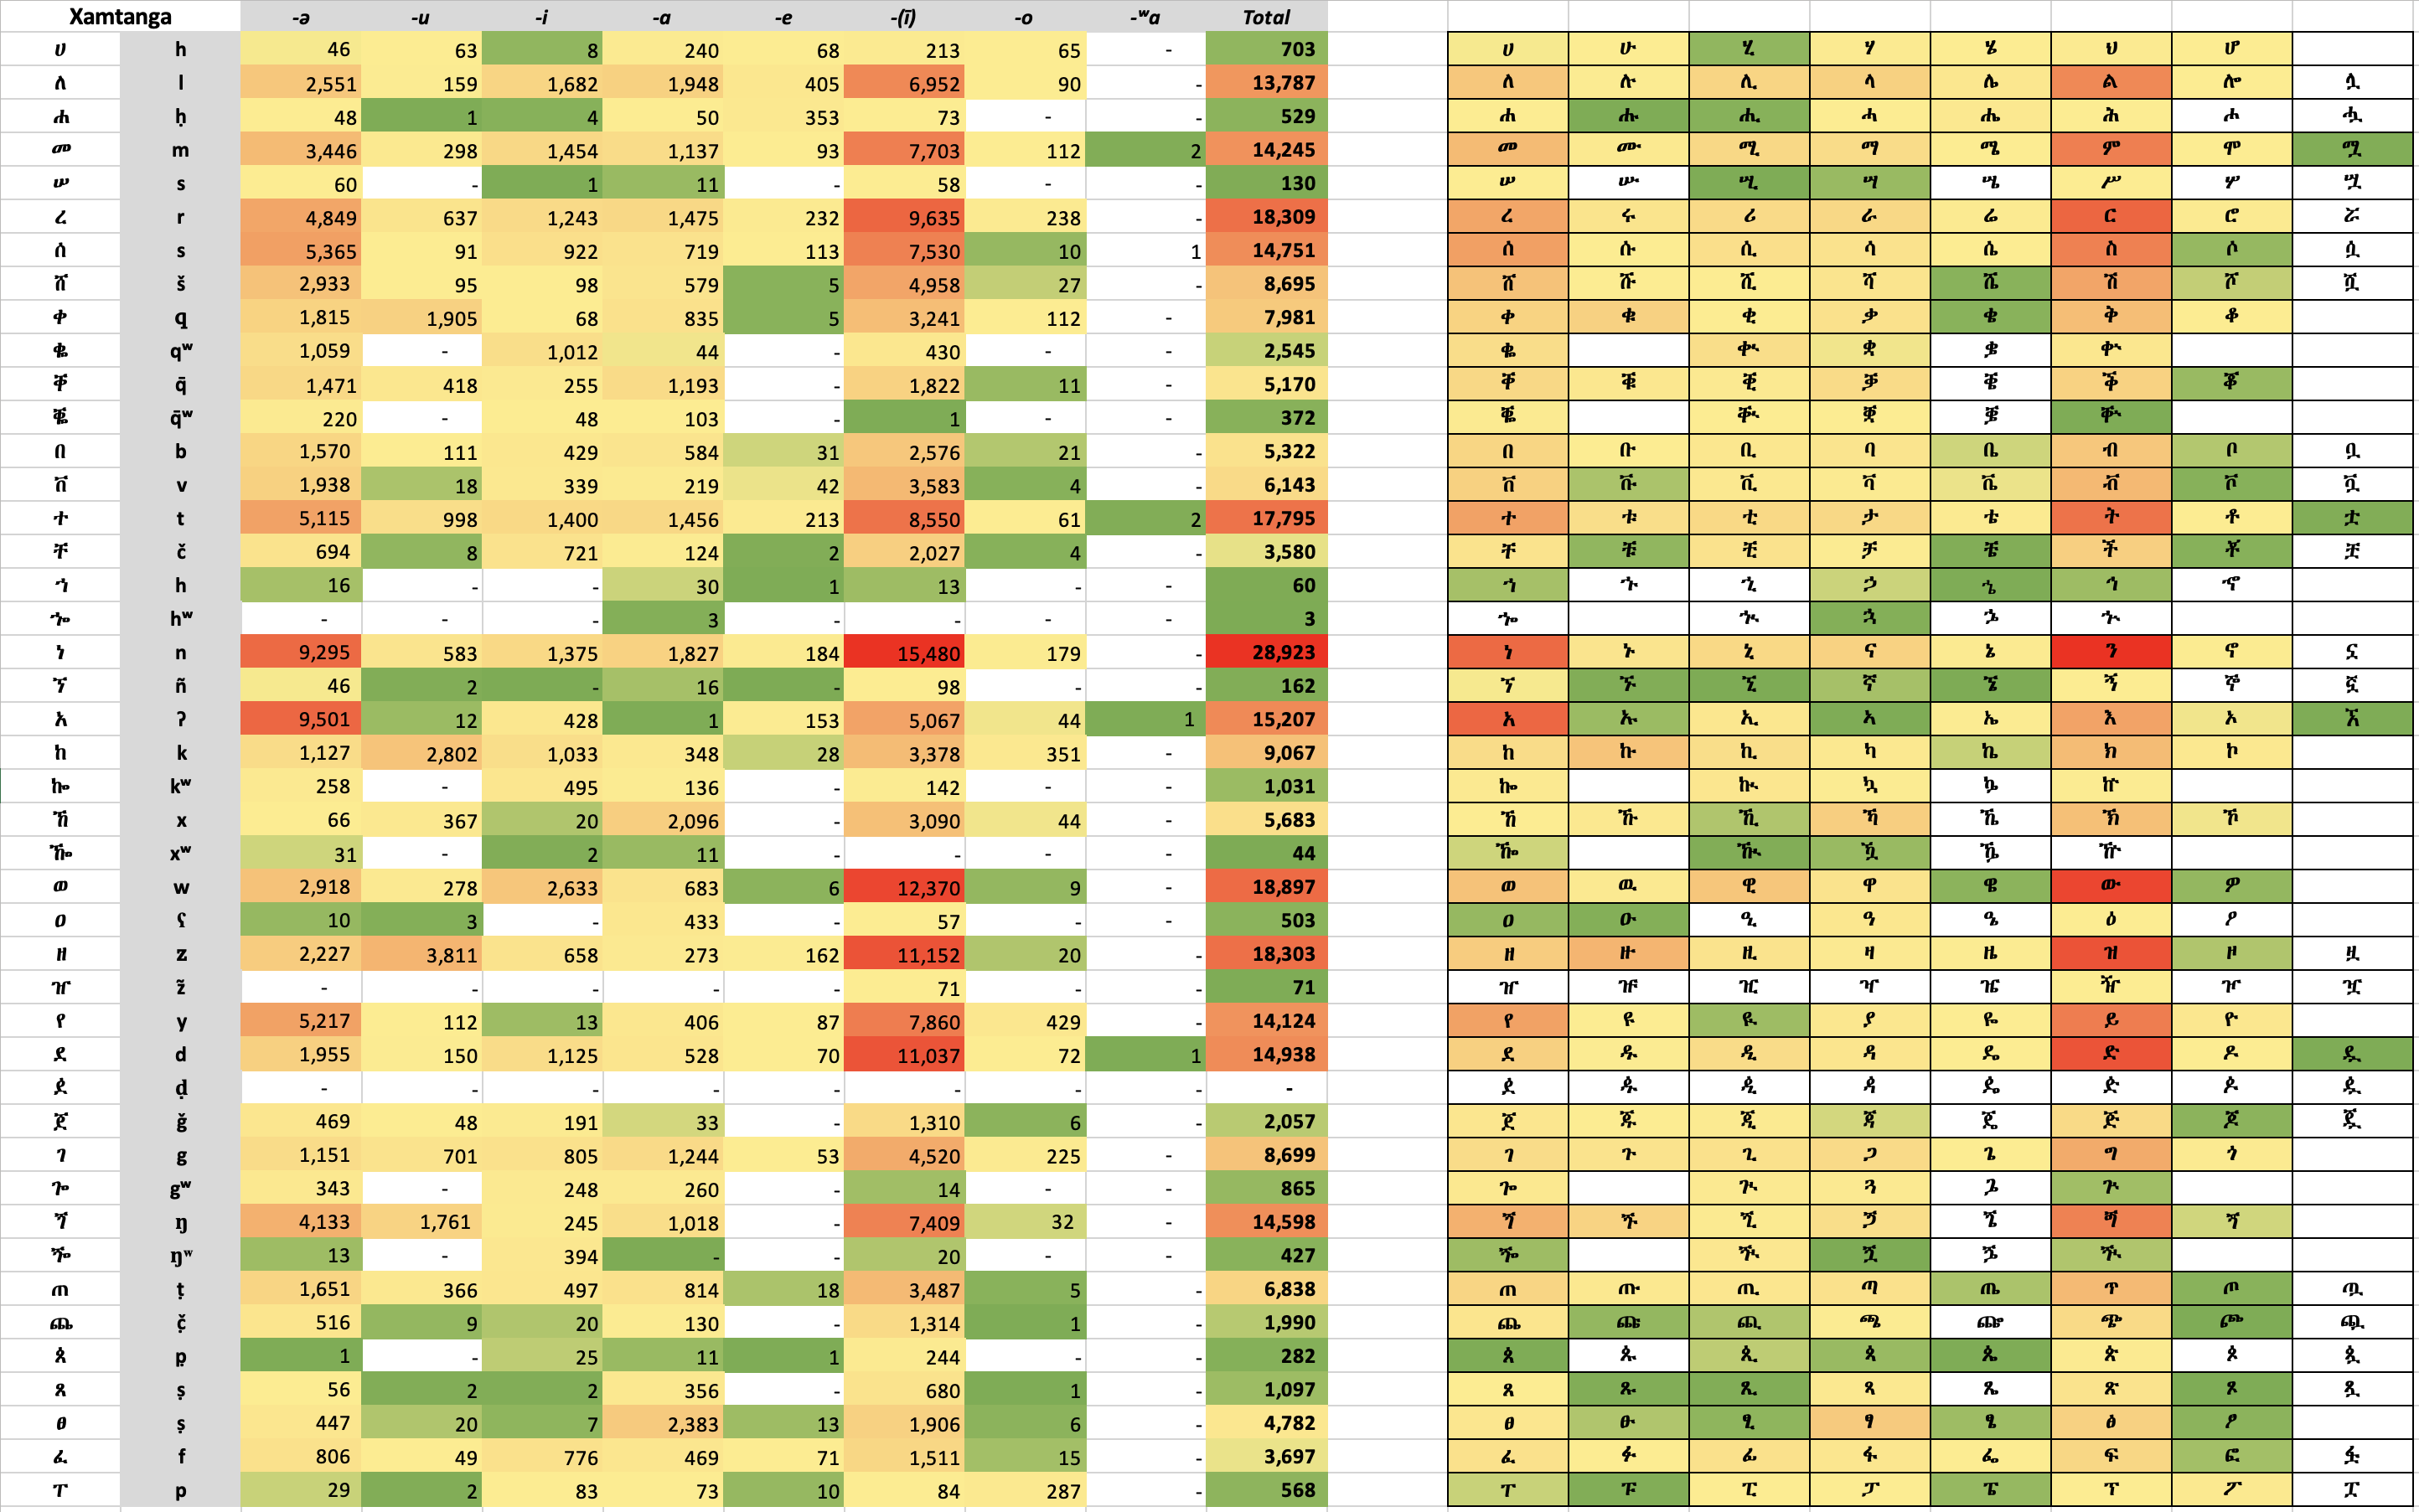 Xamtanga -ə -u -i -a -e -(ï) -o -ʷa Total
ሀ h 46 63 8 240 68 213 65 - 703 ሀ ሁ ሂ ሃ ሄ ህ ሆ
ለ l 2,551 159 1,682 1,948 405 6,952 90 - 13,787 ለ ሉ ሊ ላ ሌ ል ሎ ሏ
ሐ ḥ 48 1 4 50 353 73 - - 529 ሐ ሑ ሒ ሓ ሔ ሕ ሖ ሗ
መ m 3,446 298 1,454 1,137 93 7,703 112 2 14,245 መ ሙ ሚ ማ ሜ ም ሞ ሟ
ሠ s 60 - 1 11 - 58 - - 130 ሠ ሡ ሢ ሣ ሤ ሥ ሦ ሧ
ረ r 4,849 637 1,243 1,475 232 9,635 238 - 18,309 ረ ሩ ሪ ራ ሬ ር ሮ ሯ
ሰ s 5,365 91 922 719 113 7,530 10 1 14,751 ሰ ሱ ሲ ሳ ሴ ስ ሶ ሷ
ሸ š 2,933 95 98 579 5 4,958 27 - 8,695 ሸ ሹ ሺ ሻ ሼ ሽ ሾ ሿ
ቀ q 1,815 1,905 68 835 5 3,241 112 - 7,981 ቀ ቁ ቂ ቃ ቄ ቅ ቆ
ቈ qʷ 1,059 - 1,012 44 - 430 - - 2,545 ቈ ቊ ቋ ቌ ቍ
ቐ q̄ 1,471 418 255 1,193 - 1,822 11 - 5,170 ቐ ቑ ቒ ቓ ቔ ቕ ቖ
ቘ q̄ʷ 220 - 48 103 - 1 - - 372 ቘ ቚ ቛ ቜ ቝ
በ b 1,570 111 429 584 31 2,576 21 - 5,322 በ ቡ ቢ ባ ቤ ብ ቦ ቧ
ቨ v 1,938 18 339 219 42 3,583 4 - 6,143 ቨ ቩ ቪ ቫ ቬ ቭ ቮ ቯ
ተ t 5,115 998 1,400 1,456 213 8,550 61 2 17,795 ተ ቱ ቲ ታ ቴ ት ቶ ቷ
ቸ č 694 8 721 124 2 2,027 4 - 3,580 ቸ ቹ ቺ ቻ ቼ ች ቾ ቿ
ኀ h 16 - - 30 1 13 - - 60 ኀ ኁ ኂ ኃ ኄ ኅ ኆ
ኈ hʷ - - - 3 - - - - 3 ኈ ኊ ኋ ኌ ኍ
ነ n 9,295 583 1,375 1,827 184 15,480 179 - 28,923 ነ ኑ ኒ ና ኔ ን ኖ ኗ
ኘ ñ 46 2 - 16 - 98 - - 162 ኘ ኙ ኚ ኛ ኜ ኝ ኞ ኟ
አ ʔ 9,501 12 428 1 153 5,067 44 1 15,207 አ ኡ ኢ ኣ ኤ እ ኦ ኧ
ከ k 1,127 2,802 1,033 348 28 3,378 351 - 9,067 ከ ኩ ኪ ካ ኬ ክ ኮ
ኰ kʷ 258 - 495 136 - 142 - - 1,031 ኰ ኲ ኳ ኴ ኵ
ኸ x 66 367 20 2,096 - 3,090 44 - 5,683 ኸ ኹ ኺ ኻ ኼ ኽ ኾ
ዀ xʷ 31 - 2 11 - - - - 44 ዀ ዂ ዃ ዄ ዅ
ወ w 2,918 278 2,633 683 6 12,370 9 - 18,897 ወ ዉ ዊ ዋ ዌ ው ዎ
ዐ ʕ 10 3 - 433 - 57 - - 503 ዐ ዑ ዒ ዓ ዔ ዕ ዖ
ዘ z 2,227 3,811 658 273 162 11,152 20 - 18,303 ዘ ዙ ዚ ዛ ዜ ዝ ዞ ዟ
ዠ z̃ - - - - - 71 - - 71 ዠ ዡ ዢ ዣ ዤ ዥ ዦ ዧ
የ y 5,217 112 13 406 87 7,860 429 - 14,124 የ ዩ ዪ ያ ዬ ይ ዮ
ደ d 1,955 150 1,125 528 70 11,037 72 1 14,938 ደ ዱ ዲ ዳ ዴ ድ ዶ ዷ
ዸ ḍ - - - - - - - - - ዸ ዹ ዺ ዻ ዼ ዽ ዾ ዿ
ጀ ǧ 469 48 191 33 - 1,310 6 - 2,057 ጀ ጁ ጂ ጃ ጄ ጅ ጆ ጇ
ገ g 1,151 701 805 1,244 53 4,520 225 - 8,699 ገ ጉ ጊ ጋ ጌ ግ ጎ
ጐ gʷ 343 - 248 260 - 14 - - 865 ጐ ጒ ጓ ጔ ጕ
ጘ ŋ 4,133 1,761 245 1,018 - 7,409 32 - 14,598 ጘ ጙ ጚ ጛ ጜ ጝ ጞ
ⶓ ŋʷ 13 - 394 - - 20 - - 427 ⶓ ⶔ ጟ ⶕ ⶖ
ጠ ṭ 1,651 366 497 814 18 3,487 5 - 6,838 ጠ ጡ ጢ ጣ ጤ ጥ ጦ ጧ
ጨ č̣ 516 9 20 130 - 1,314 1 - 1,990 ጨ ጩ ጪ ጫ ጬ ጭ ጮ ጯ
ጰ p̣ 1 - 25 11 1 244 - - 282 ጰ ጱ ጲ ጳ ጴ ጵ ጶ ጷ
ጸ ṣ 56 2 2 356 - 680 1 - 1,097 ጸ ጹ ጺ ጻ ጼ ጽ ጾ ጿ
ፀ ṣ 447 20 7 2,383 13 1,906 6 - 4,782 ፀ ፁ ፂ ፃ ፄ ፅ ፆ
ፈ f 806 49 776 469 71 1,511 15 - 3,697 ፈ ፉ ፊ ፋ ፌ ፍ ፎ ፏ
ፐ p 29 2 83 73 10 84 287 - 568 ፐ ፑ ፒ ፓ ፔ ፕ ፖ ፗ